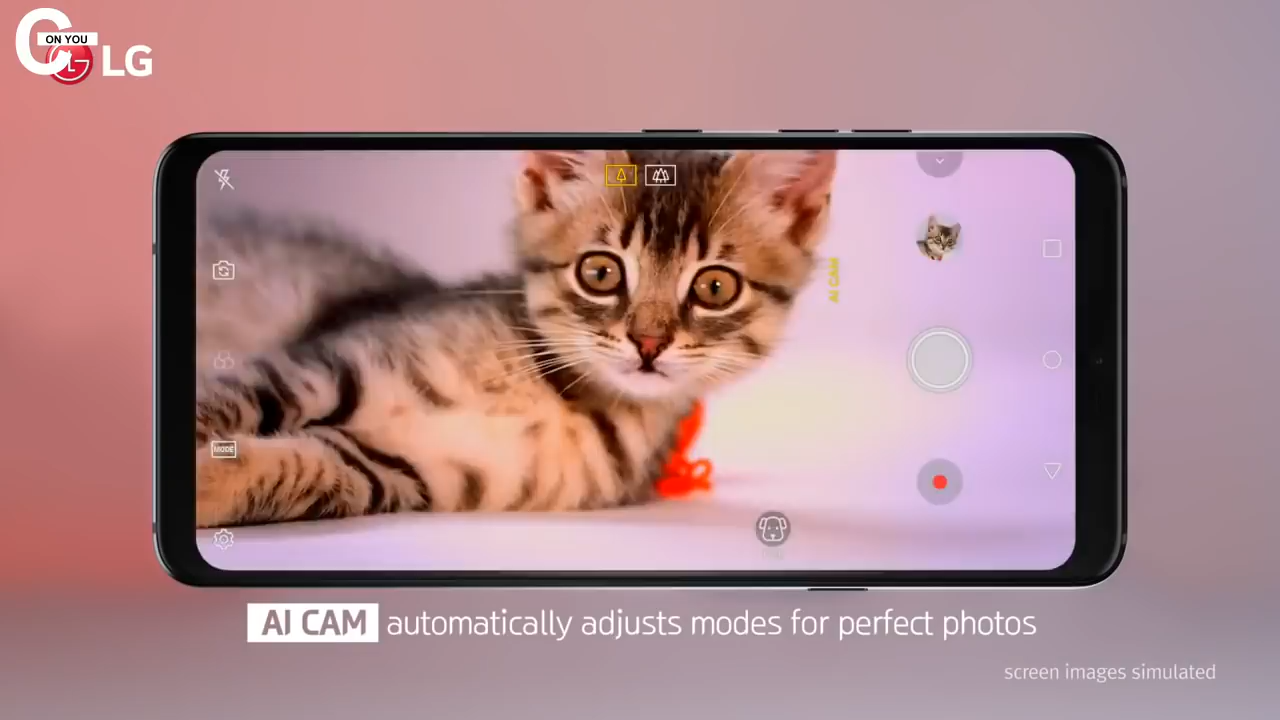 ON YOU
LG
AI CAM
MODE
AI CAM automatically adjusts modes for perfect photos
screen images simulated